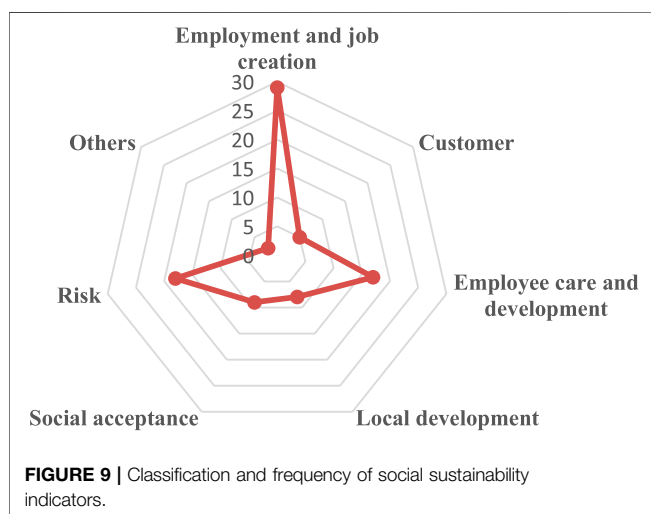 Employment and job
creation
30
25
20
15
10
5
0
Others
Customer
Risk
Employee care and
development
Social acceptance
Local development
FIGURE 9 | Classification and frequency of social sustainability
indicators.